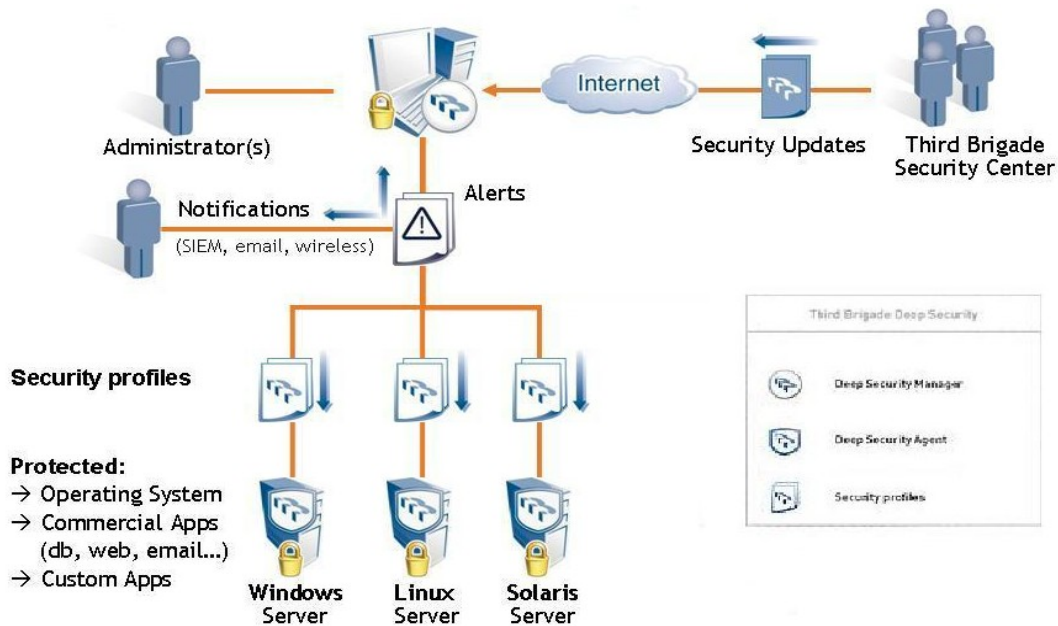 Internet
Administrator(s)
Security Updates
Third Brigade
Security Center
Notifications
(SIEM, email, wireless)
Alerts
Security profiles
Protected:
→ Operating System
→ Commercial Apps
(db, web, email...)
→ Custom Apps
Windows
Server
Linux
Server
Solaris
Server
Third Brigade Deep Security
Deep Security Manager
Deep Security Agent
Security profiles